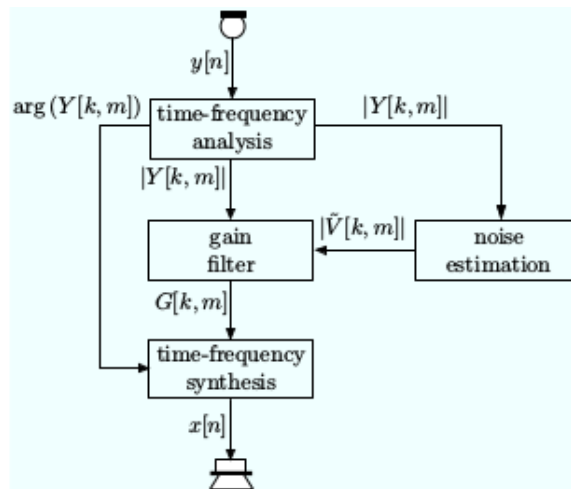 y[n]
arg (Y[k, m])
time-frequency
analysis
|Y[k, m]|
|Y[k, m]|
gain
filter
|Ṽ[k, m]|
noise
estimation
G[k, m]
time-frequency
synthesis
x[n]